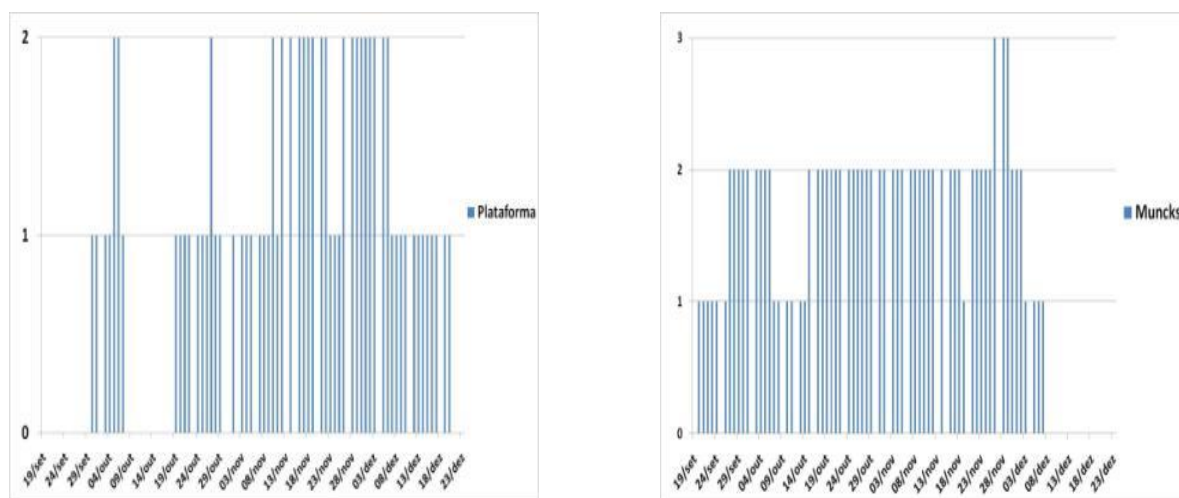 2
1
0
19/set
24/set
29/set
04/out
09/out
14/out
19/out
24/out
29/out
03/nov
08/nov
13/nov
18/nov
23/nov
28/nov
03/dez
08/dez
13/dez
18/dez
23/dez
Plataforma
3
2
1
0
19/set
24/set
29/set
04/out
09/out
14/out
19/out
24/out
29/out
03/nov
08/nov
13/nov
18/nov
23/nov
28/nov
03/dez
08/dez
13/dez
18/dez
23/dez
Muncks